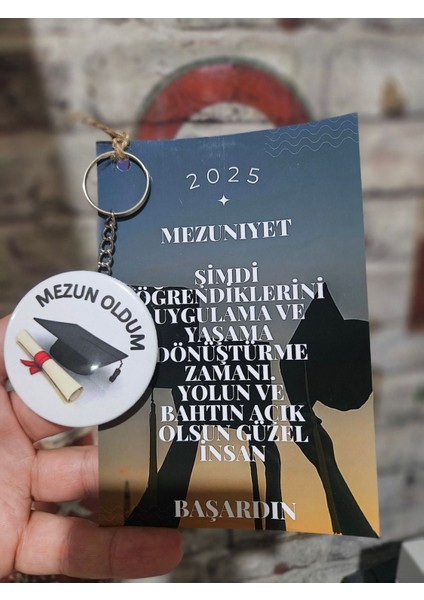 2025
MEZUNIYET
ŞİMDİ
ÖĞRENDİKLERİNİ
UYGULAMA VE
YAŞAMA
DÖNÜŞTÜRME
ZAMANI.
YOLUN VE
BAHTIN AÇIK
OLSUN GÜZEL
İNSAN
BAŞARDIN
MEZUN OLDUM